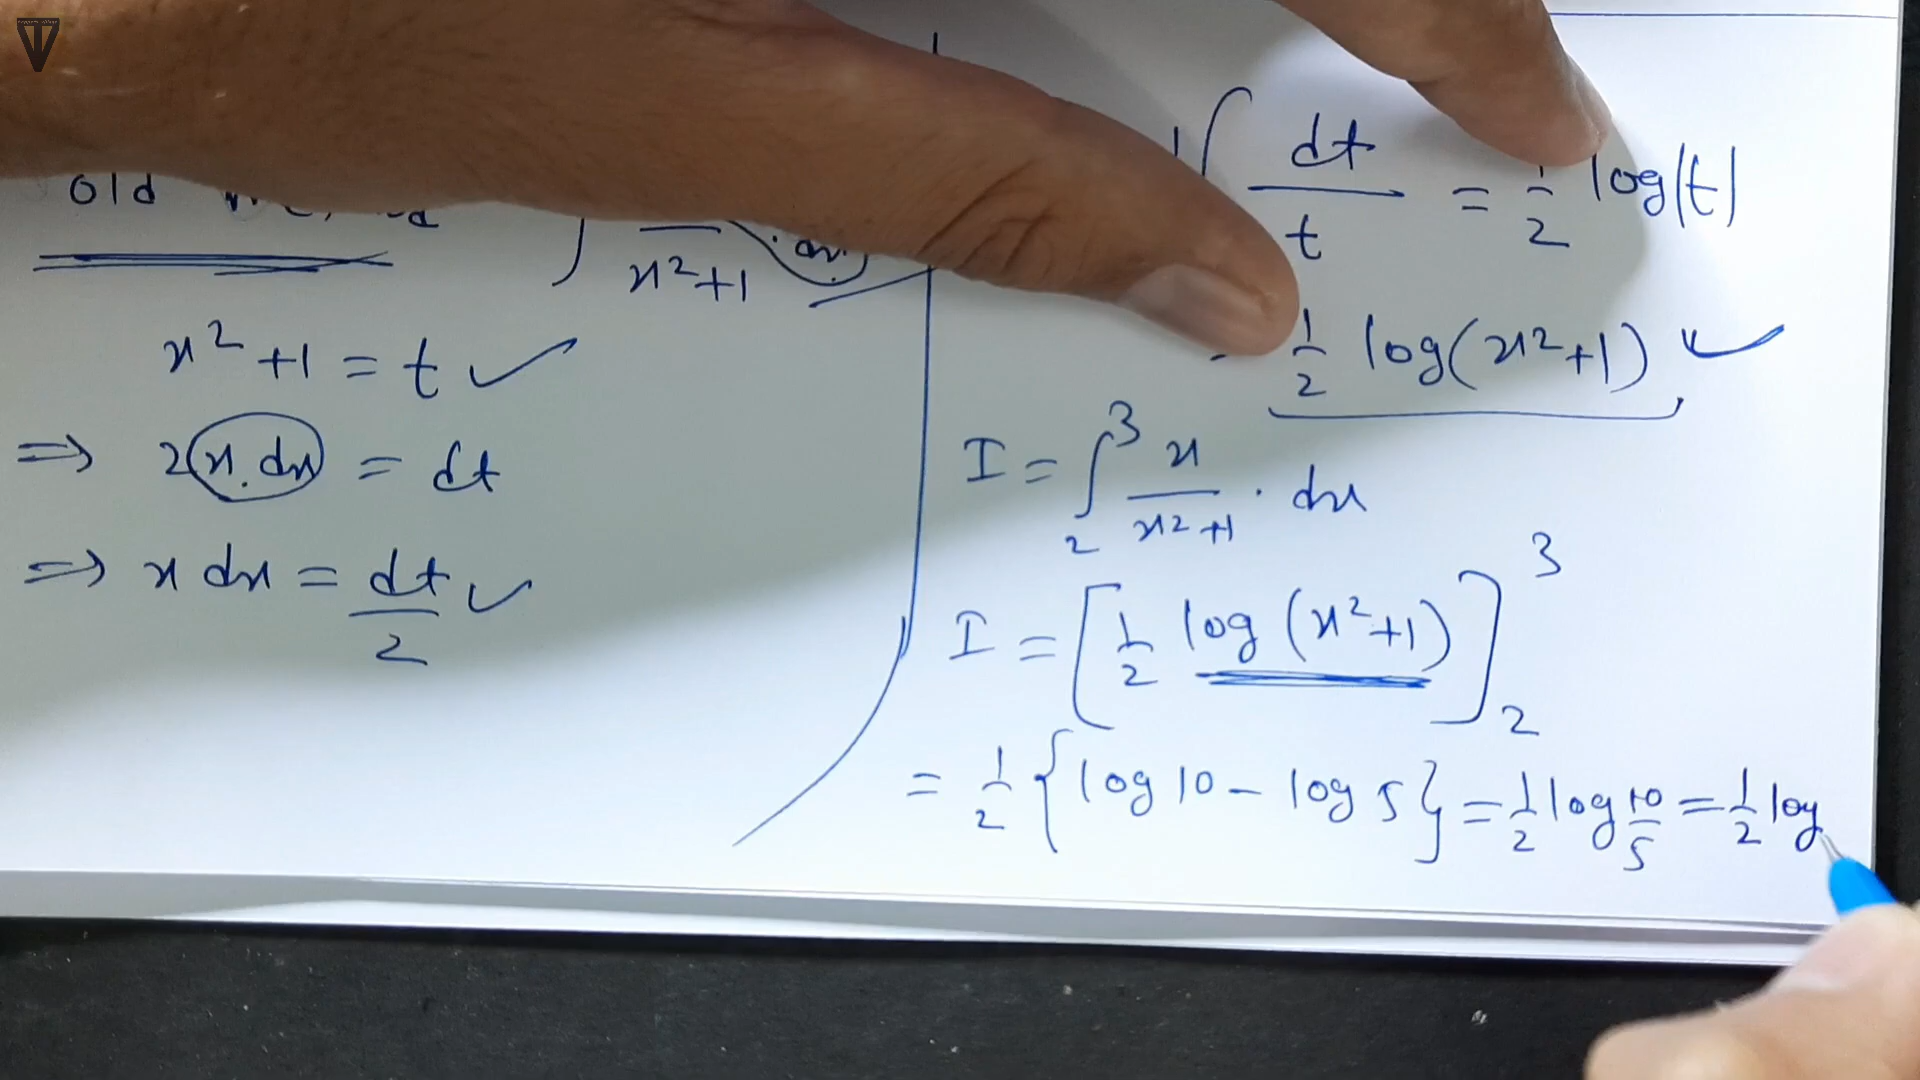 old
x²+1
x²+1 = t ✓
⇒ 2(x.dx) = dt
⇒ x dx = dt/2 ✓
∫ dt/t = 1/2 log|t|
1/2 log(x²+1) ✓
I = ∫₂³ x/(x²+1) . dx
I = [1/2 log (x²+1)]₂³
= 1/2 {log 10 - log 5} = 1/2 log 10/5 = 1/2 log